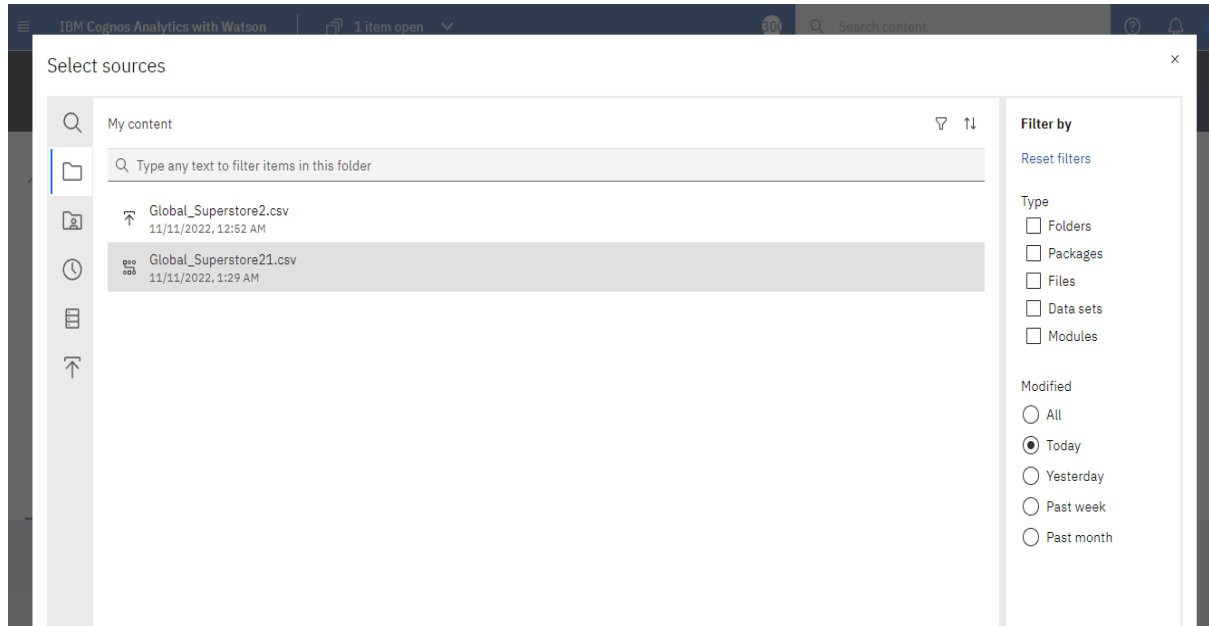 IBM Cognos Analytics with Watson
1 item open
300
Search content
Select sources
My content
Type any text to filter items in this folder
Global_Superstore2.csv
11/11/2022, 12:52 AM
Global_Superstore21.csv
11/11/2022, 1:29 AM
Filter by
Reset filters
Type
Folders
Packages
Files
Data sets
Modules
Modified
All
Today
Yesterday
Past week
Past month